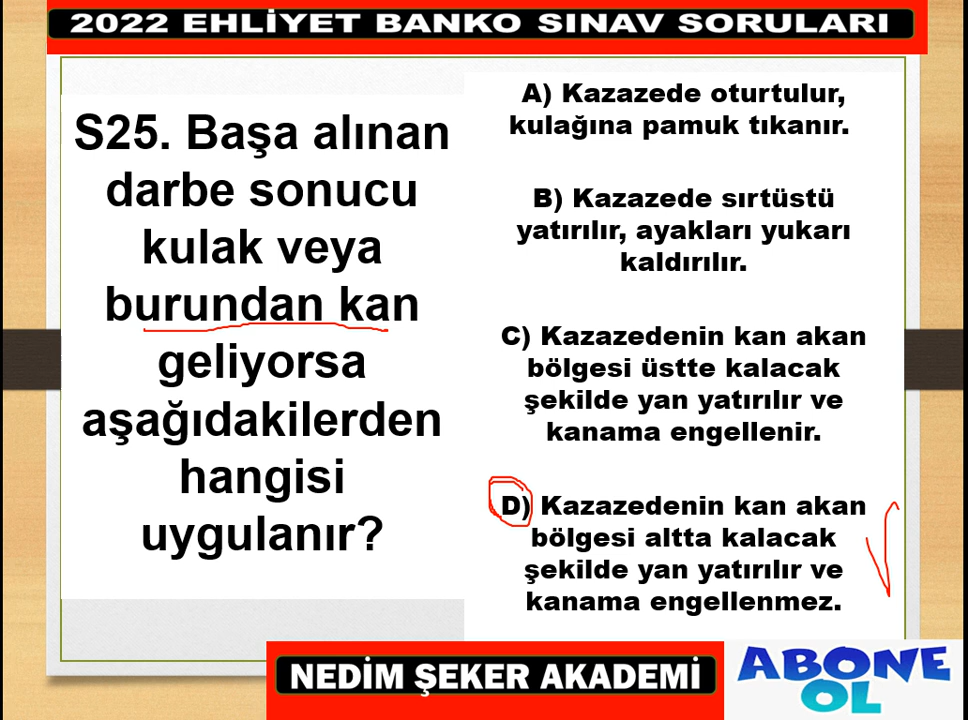 2022 EHLİYET BANKO SINAV SORULARI
S25. Başa alınan
darbe sonucu
kulak veya
burundan kan
geliyorsa
aşağıdakilerden
hangisi
uygulanır?
A) Kazazede oturtulur,
kulağına pamuk tıkanır.
B) Kazazede sırtüstü
yatırılır, ayakları yukarı
kaldırılır.
C) Kazazedenin kan akan
bölgesi üstte kalacak
şekilde yan yatırılır ve
kanama engellenir.
D) Kazazedenin kan akan
bölgesi altta kalacak
şekilde yan yatırılır ve
kanama engellenmez.
NEDİM ŞEKER AKADEMİ
ABONE
OL